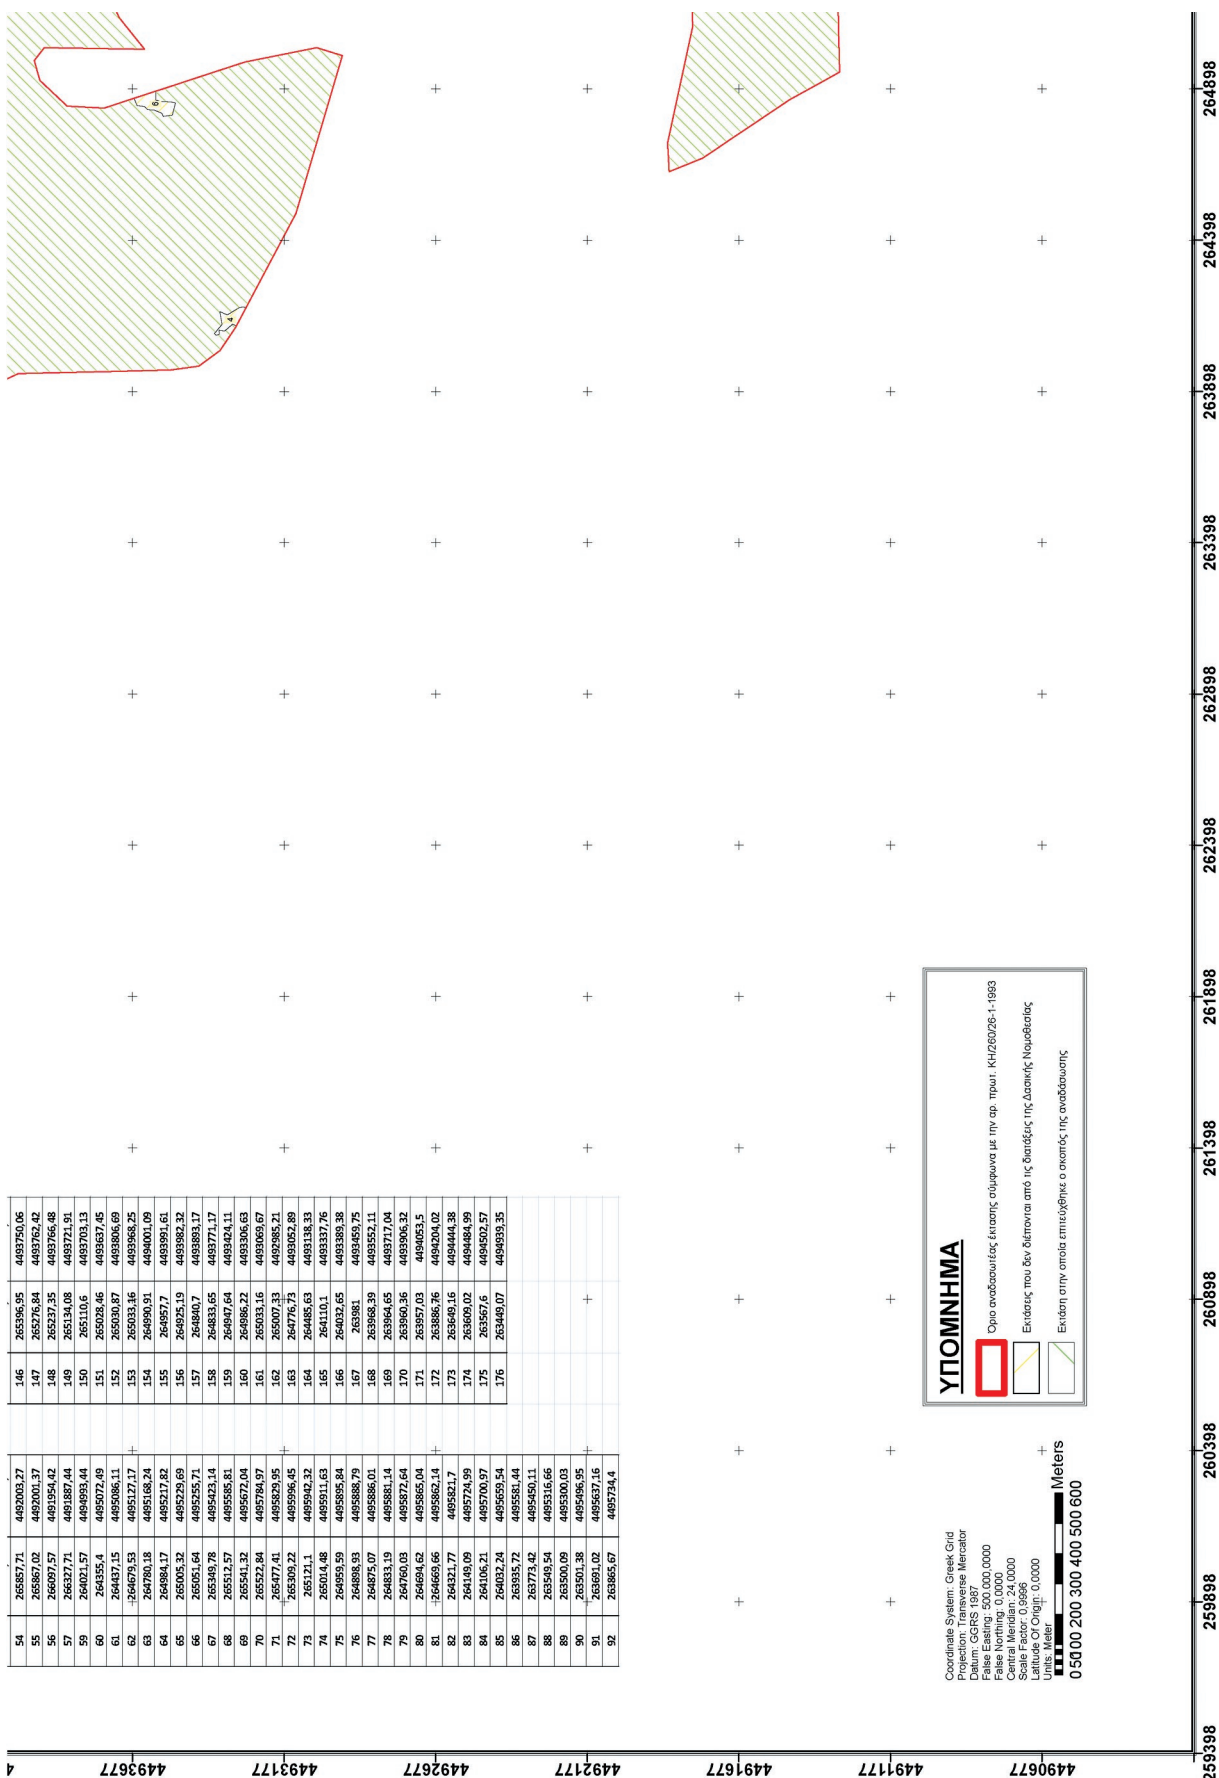 54 265857,71 4492003,27
55 265867,02 4492001,37
56 266097,57 4491954,42
57 266327,71 4491887,44
59 264021,57 4494993,44
60 264355,4 4495072,49
61 264437,15 4495086,11
62 264679,53 4495127,17
63 264780,18 4495168,24
64 264984,17 4495217,82
65 265005,32 4495229,69
66 265051,64 4495255,71
67 265349,78 4495423,14
68 265512,57 4495585,81
69 265541,32 4495672,04
70 265522,84 4495784,97
71 265477,41 4495829,95
72 265309,22 4495996,45
73 265121,1 4495942,32
74 265014,48 4495911,63
75 264959,59 4495895,84
76 264898,93 4495888,79
77 264875,07 4495886,01
78 264833,19 4495881,14
79 264760,03 4495872,64
80 264694,62 4495865,04
81 264669,66 4495862,14
82 264321,77 4495821,7
83 264149,09 4495724,99
84 264106,21 4495700,97
85 264032,24 4495659,54
86 263935,72 4495581,44
87 263773,42 4495450,11
88 263549,54 4495316,66
89 263500,09 4495300,03
90 263501,38 4495496,95
91 263691,02 4495637,16
92 263865,67 4495734,4
146 265396,95 4493750,06
147 265276,84 4493762,42
148 265237,35 4493766,48
149 265134,08 4493721,91
150 265110,6 4493703,13
151 265028,46 4493637,45
152 265030,87 4493806,69
153 265033,16 4493968,25
154 264990,91 4494001,09
155 264957,7 4493991,61
156 264925,19 4493982,32
157 264840,7 4493893,17
158 264833,65 4493771,17
159 264947,64 4493424,11
160 264986,22 4493306,63
161 265033,16 4493069,67
162 265007,33 4492985,21
163 264776,73 4493052,89
164 264485,63 4493138,33
165 264110,1 4493337,76
166 264032,65 4493389,38
167 263981 4493459,75
168 263968,39 4493552,11
169 263964,65 4493717,04
170 263960,36 4493906,32
171 263957,03 4494053,5
172 263886,76 4494204,02
173 263649,16 4494444,38
174 263609,02 4494484,99
175 263567,6 4494502,57
176 263449,07 4494939,35
4
6
Coordinate System: Greek Grid
Projection: Transverse Mercator
Datum: GGRS 1987
False Easting: 500.000,0000
False Northing: 0,0000
Central Meridian: 24,0000
Scale Factor: 0,9996
Latitude Of Origin: 0,0000
Units: Meter
0 50 100 200 300 400 500 600 Meters
ΥΠΟΜΝΗΜΑ
Όριο αναδασωτέας έκτασης σύμφωνα με την αρ. πρωτ. ΚΗ/260/26-1-1993
Εκτάσεις που δεν διέπονται από τις διατάξεις της Δασικής Νομοθεσίας
Εκτάση στην οποία επιτεύχθηκε ο σκοπός της αναδάσωσης
4493677
4493177
4492677
4492177
4491677
4491177
4490677
259398 259898 260398 260898 261398 261898 262398 262898 263398 263898 264398 264898